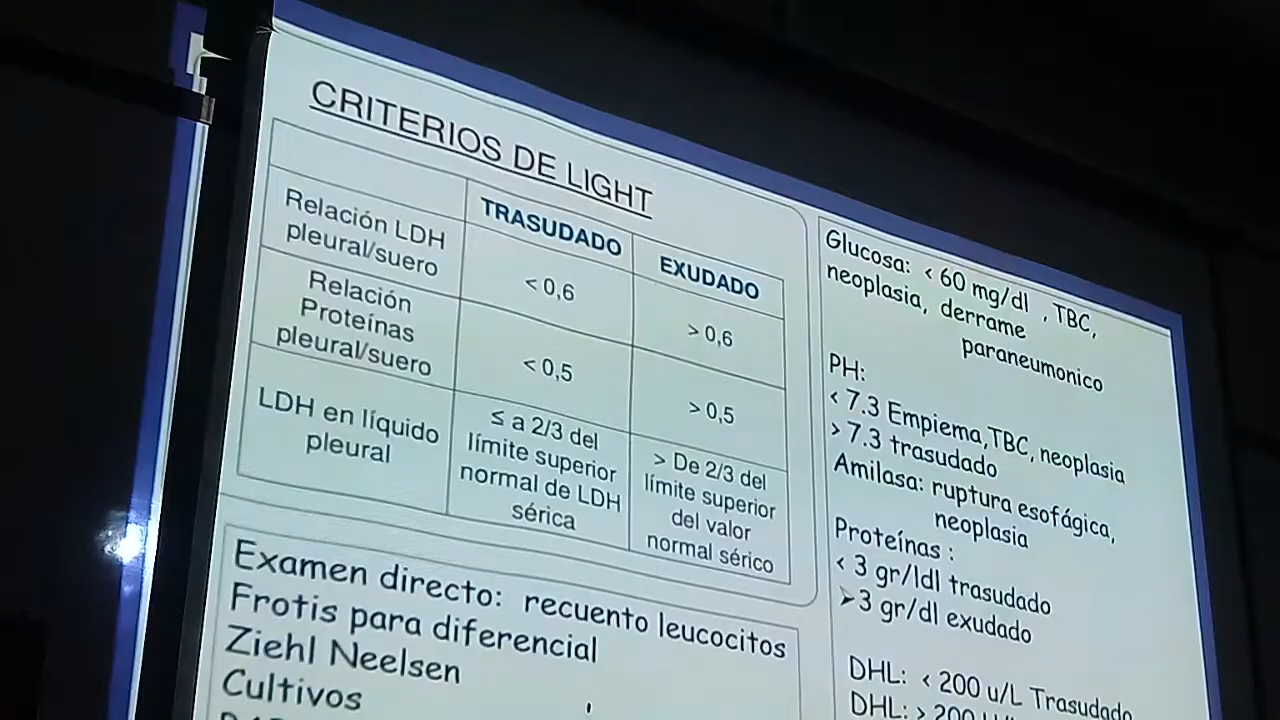 CRITERIOS DE LIGHT
TRASUDADO
EXUDADO
Relación LDH
pleural/suero
< 0,6
> 0,6
Relación
Proteínas
pleural/suero
< 0,5
> 0,5
LDH en líquido
pleural
≤ a 2/3 del
límite superior
normal de LDH
sérica
> De 2/3 del
límite superior
del valor
normal sérico
Examen directo: recuento leucocitos
Frotis para diferencial
Ziehl Neelsen
Cultivos
Glucosa: < 60 mg/dl , TBC,
neoplasia, derrame
paraneumonico
PH:
< 7.3 Empiema,TBC, neoplasia
> 7.3 trasudado
Amilasa: ruptura esofágica,
neoplasia
Proteínas :
< 3 gr/ldl trasudado
➢3 gr/dl exudado
DHL: < 200 u/L Trasudado
DHL: > 200